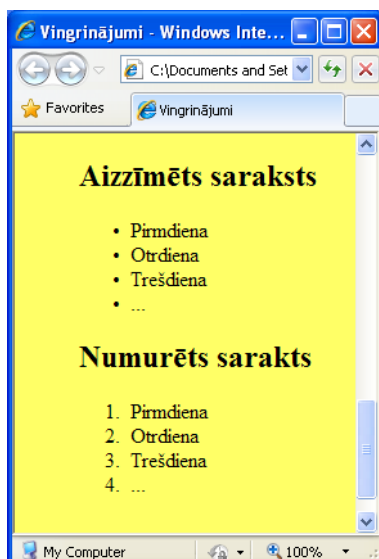 Vingrinājumi - Windows Inte...
C:\Documents and Set
Favorites
Vingrinājumi
Aizzīmēts saraksts
• Pirmdiena
• Otrdiena
• Trešdiena
• ...
Numurēts sarakts
1. Pirmdiena
2. Otrdiena
3. Trešdiena
4. ...
My Computer
100%